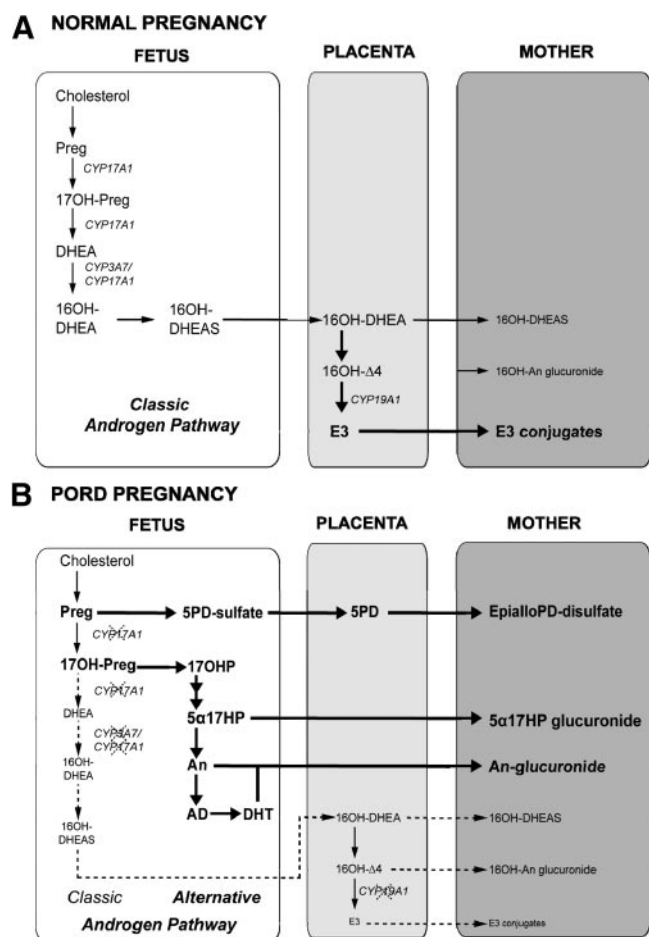 A NORMAL PREGNANCY
FETUS
PLACENTA
MOTHER
Cholesterol
Preg
CYP17A1
17OH-Preg
CYP17A1
DHEA
CYP3A7/
CYP17A1
16OH-
DHEA
16OH-
DHEAS
16OH-DHEA
16OH-DHEAS
16OH-Δ4
16OH-An glucuronide
CYP19A1
E3
E3 conjugates
Classic
Androgen Pathway
B PORD PREGNANCY
FETUS
PLACENTA
MOTHER
Cholesterol
Preg
5PD-sulfate
5PD
EpialloPD-disulfate
CYP17A1
17OH-Preg
17OHP
CYP17A1
DHEA
5α17HP
5α17HP glucuronide
CYP3A7/
CYP17A1
16OH-
DHEA
An
An-glucuronide
AD
DHT
16OH-
DHEAS
16OH-DHEA
16OH-DHEAS
16OH-Δ4
16OH-An glucuronide
CYP19A1
E3
E3 conjugates
Classic
Alternative
Androgen Pathway